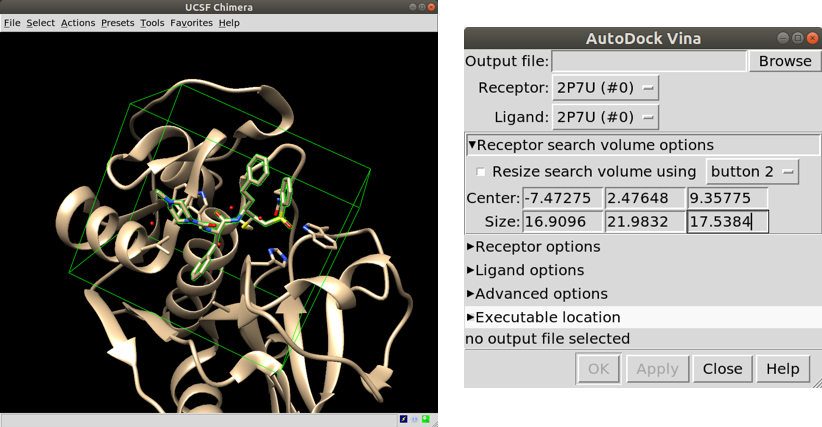 UCSF Chimera
File Select Actions Presets Tools Favorites Help
AutoDock Vina
Output file: Browse
Receptor: 2P7U (#0)
Ligand: 2P7U (#0)
Receptor search volume options
Resize search volume using button 2
Center: -7.47275 2.47648 9.35775
Size: 16.9096 21.9832 17.5384
Receptor options
Ligand options
Advanced options
Executable location
no output file selected
OK Apply Close Help